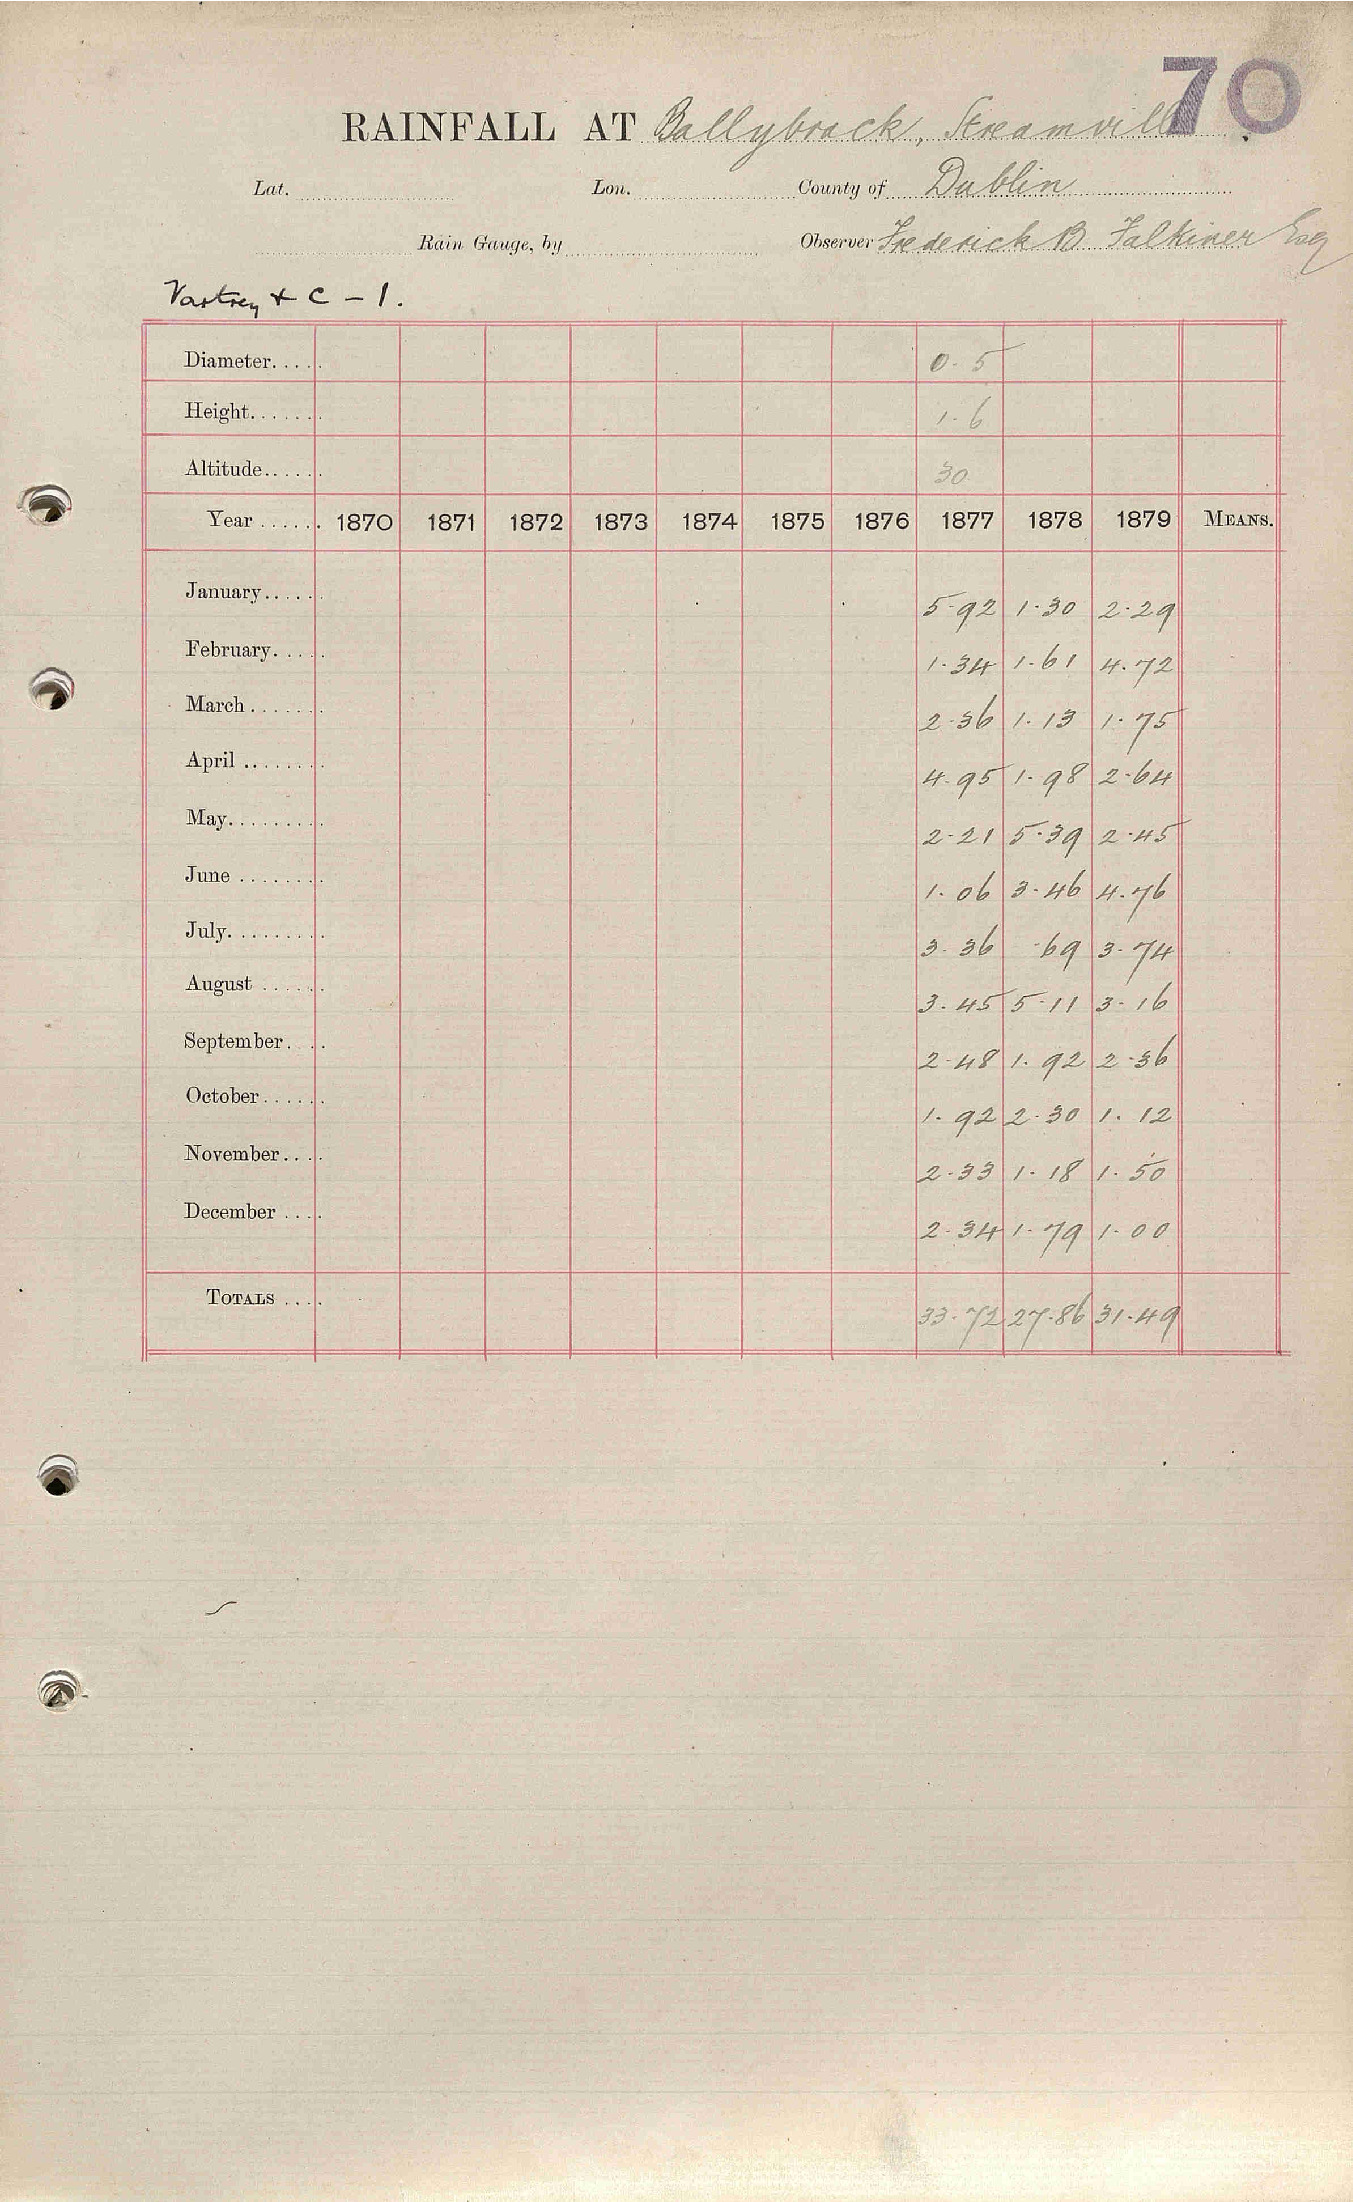 70
RAINFALL AT Ballybrack, Streamville
Lat. Lon. County of Dublin
Rain Gauge, by Observer Frederick B Falkiner Esq
Vartrey & C - 1.
Diameter..... 0.5
Height....... 1.6
Altitude...... 30
Year ...... 1870 1871 1872 1873 1874 1875 1876 1877 1878 1879 MEANS.
January...... 5.92 1.30 2.29
February..... 1.34 1.61 4.72
March ....... 2.36 1.13 1.75
April ........ 4.95 1.98 2.64
May......... 2.21 5.39 2.45
June ........ 1.06 3.46 4.76
July......... 3.36 .69 3.74
August ...... 3.45 5.11 3.16
September... 2.48 1.92 2.36
October...... 1.92 2.30 1.12
November.... 2.33 1.18 1.50
December .... 2.34 1.79 1.00
TOTALS .... 33.72 27.86 31.49